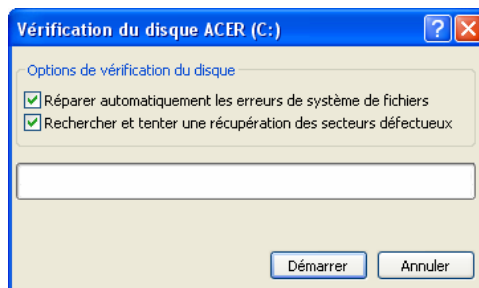 Vérification du disque ACER (C:)
Options de vérification du disque
Réparer automatiquement les erreurs de système de fichiers
Rechercher et tenter une récupération des secteurs défectueux
Démarrer
Annuler